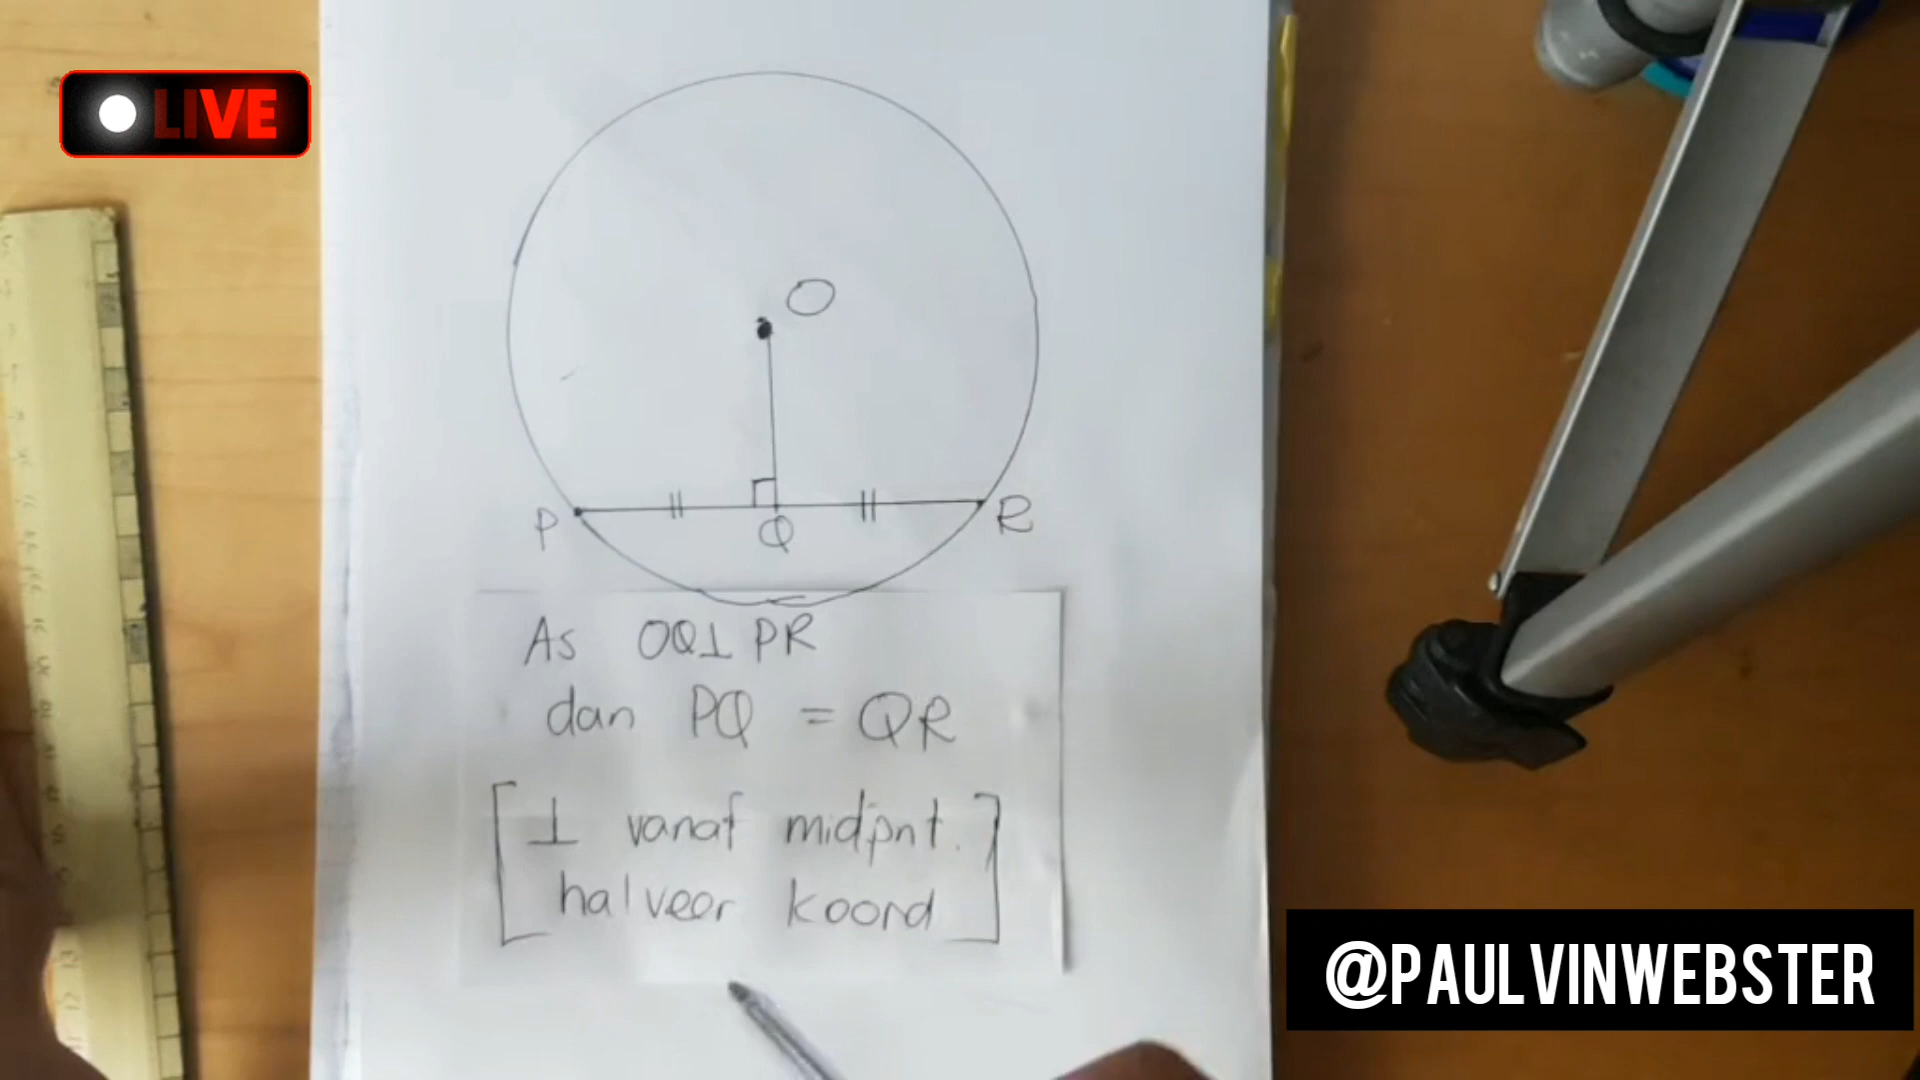 LIVE
O
P
Q
R
As OQ⊥PR
dan PQ = QR
[⊥ vanaf midpnt.
halveer koord]
@PAULVINWEBSTER